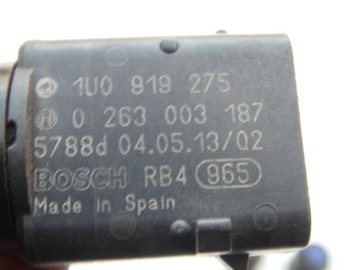 1U0 919 275
0 263 003 187
5788d 04.05.13/02
BOSCH RB4 965
Made in Spain